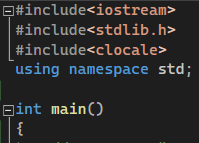 #include<iostream>
#include<stdlib.h>
#include<clocale>
using namespace std;
int main()
{